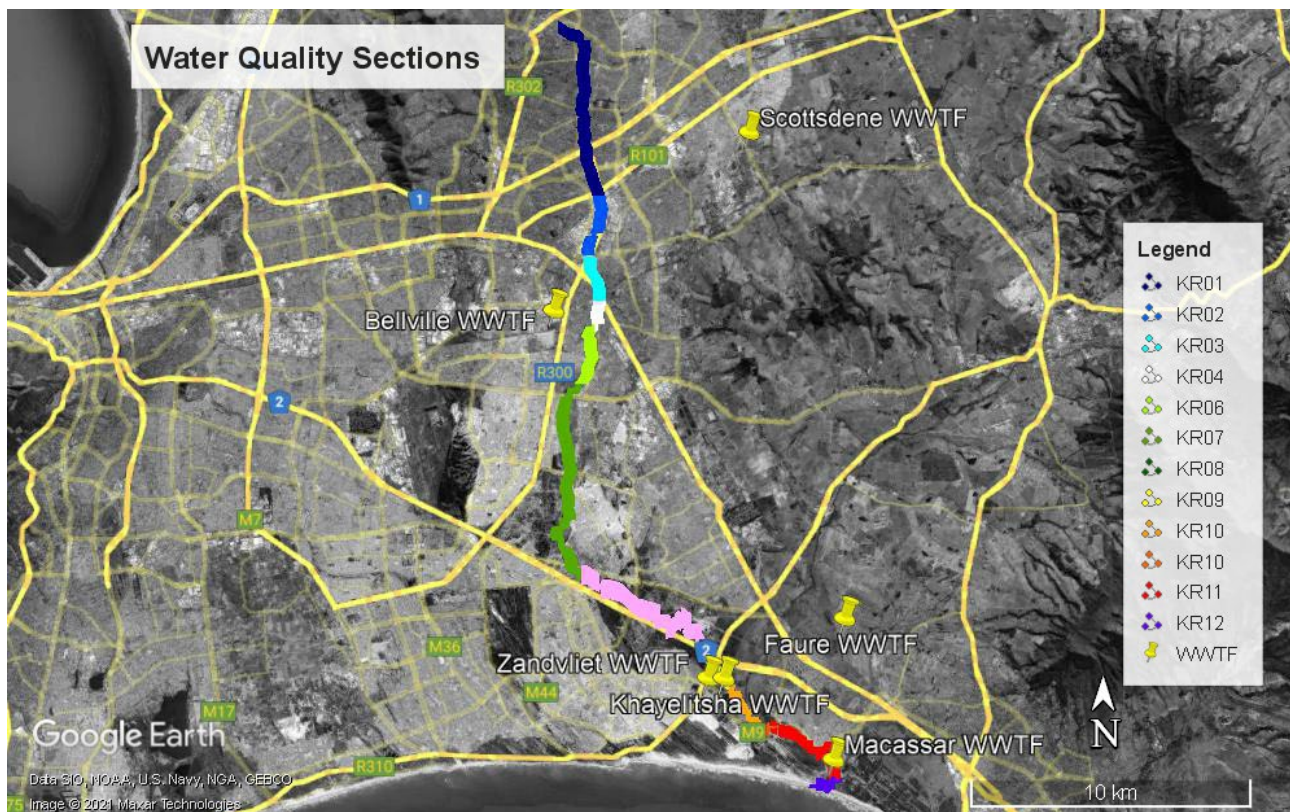 Water Quality Sections
R302
Scottsdene WWTF
R101
1
Legend
KR01
KR02
KR03
KR04
KR06
KR07
KR08
KR09
KR10
KR10
KR11
KR12
WWTF
Bellville WWTF
R300
2
M7
Faure WWTF
M36
2
Zandvliet WWTF
M44
Khayelitsha WWTF
M17
M9
Macassar WWTF
N
Google Earth
R310
Data SIO, NOAA, U.S. Navy, NGA, GEBCO
75
Image © 2021 Maxar Technologies
10 km